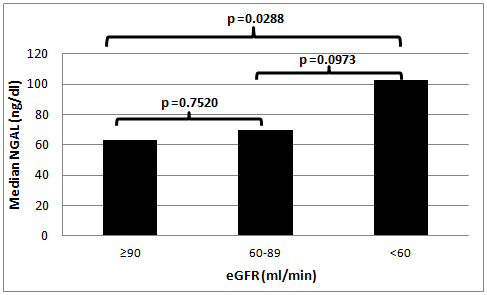 p =0.0288
p =0.0973
p =0.7520
120
100
80
60
40
20
0
Median NGAL (ng/dl)
≥90 60-89 <60
eGFR (ml/min)